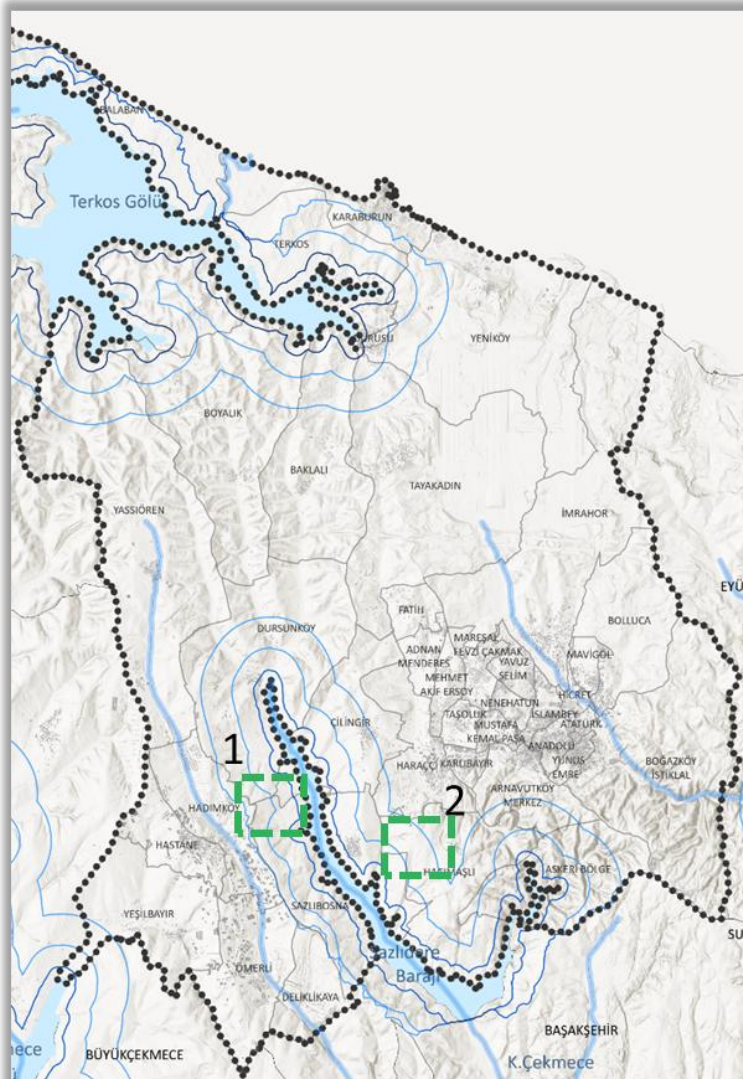 BALABAN
Terkos Gölü
KARABURUN
TERKOS
YENİKÖY
BOYALIK
BAKLALI
TAYAKADIN
YASSIÖREN
İMRAHOR
FATİH
BOLLUCA
DURSUNKÖY
ADNAN
MENDERES
MAREŞAL
FEVZİ ÇAKMAK
YAVUZ
SELİM
MAVİGÖL
MEHMET
AKİF ERSOY
HİCRET
NENEHATUN
TAŞOLUK
İSLAMBEY
ÇİLİNGİR
MUSTAFA
KEMAL PAŞA
ATATÜRK
ANADOLU
1
HARAÇÇI
KARLIBAYIR
YUNUS
EMRE
BOĞAZKÖY
İSTİKLAL
2
ARNAVUTKÖY
MERKEZ
HADIMKÖY
HASTANE
HACIMAŞLI
ASKERİ BÖLGE
YEŞİLBAYIR
SAZLIBOSNA
Sazlıdere
Barajı
ÖMERLİ
DELİKLİKAYA
BAŞAKŞEHİR
BÜYÜKÇEKMECE
K.Çekmece